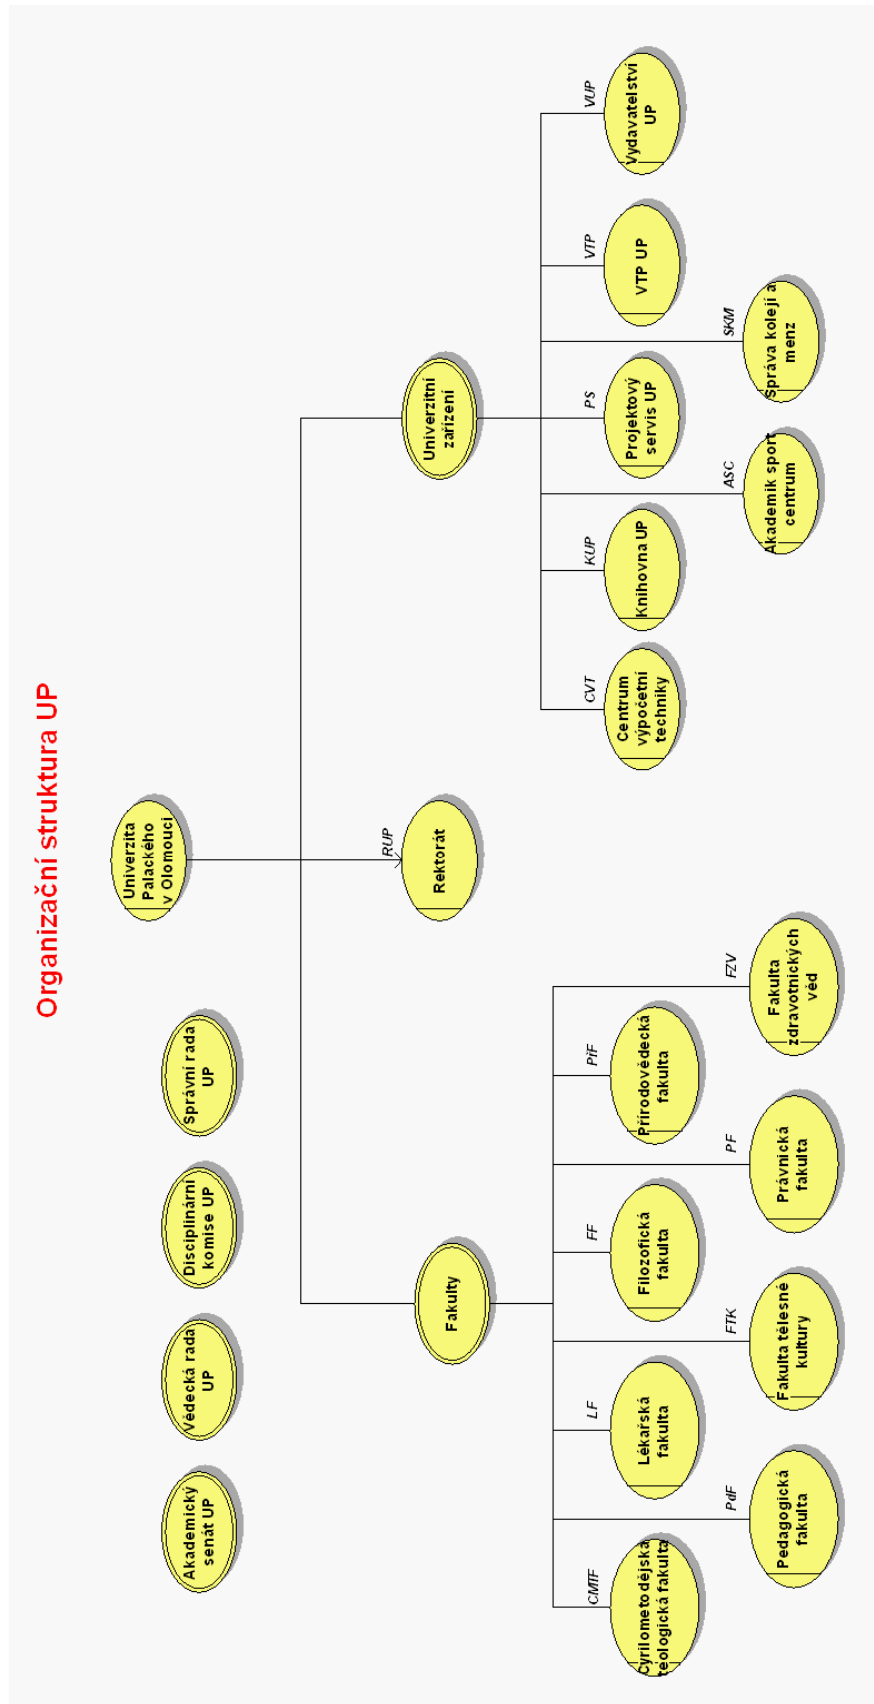 Organizační struktura UP
Akademický
senát UP
Vědecká rada
UP
Disciplinární
komise UP
Správní rada
UP
Univerzita
Palackého
v Olomouci
Fakulty
RUP
Rektorát
Univerzitní
zařízení
CMTF
Cyrilometodějská
teologická fakulta
LF
Lékařská
fakulta
FF
Filozofická
fakulta
PřF
Přírodovědecká
fakulta
CVT
Centrum
výpočetní
techniky
KUP
Knihovna UP
PS
Projektový
servis UP
VTP
VTP UP
VUP
Vydavatelství
UP
PdF
Pedagogická
fakulta
FTK
Fakulta tělesné
kultury
PF
Právnická
fakulta
FZV
Fakulta
zdravotnických
věd
ASC
Akademik sport
centrum
SKM
Správa kolejí a
menz